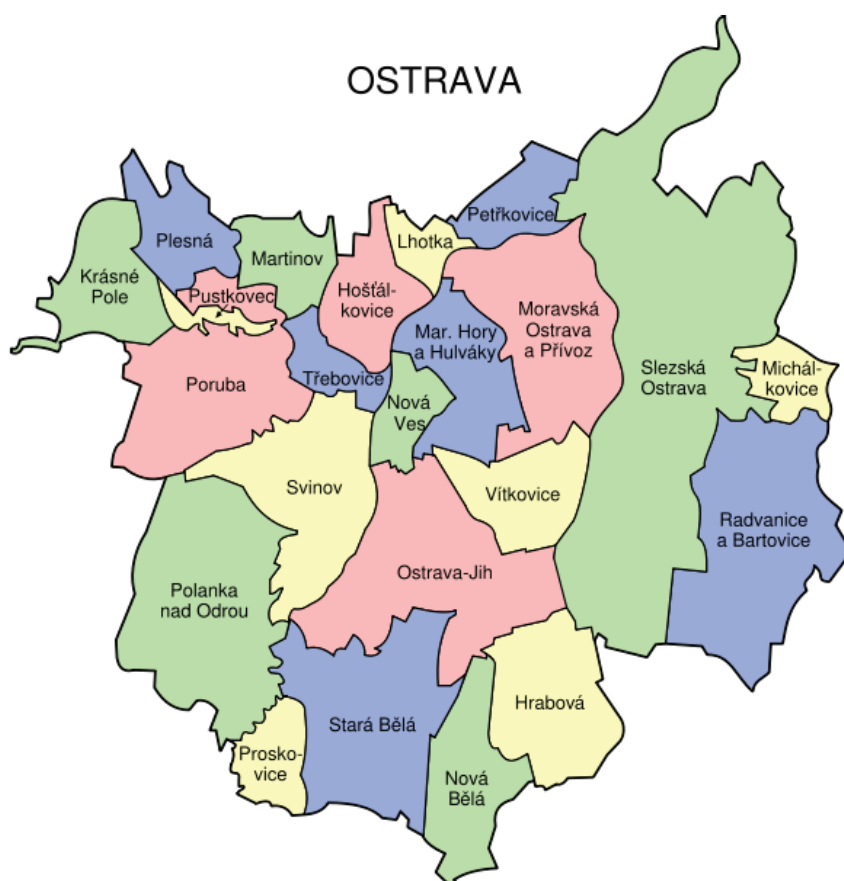 OSTRAVA
Petřkovice
Plesná
Martinov
Lhotka
Krásné
Pole
Pustkovec
Hošťál-
kovice
Moravská
Ostrava
a Přívoz
Mar. Hory
a Hulváky
Slezská
Ostrava
Michál-
kovice
Poruba
Třebovice
Nová
Ves
Svinov
Vítkovice
Radvanice
a Bartovice
Ostrava-Jih
Polanka
nad Odrou
Hrabová
Stará Bělá
Prosko-
vice
Nová
Bělá